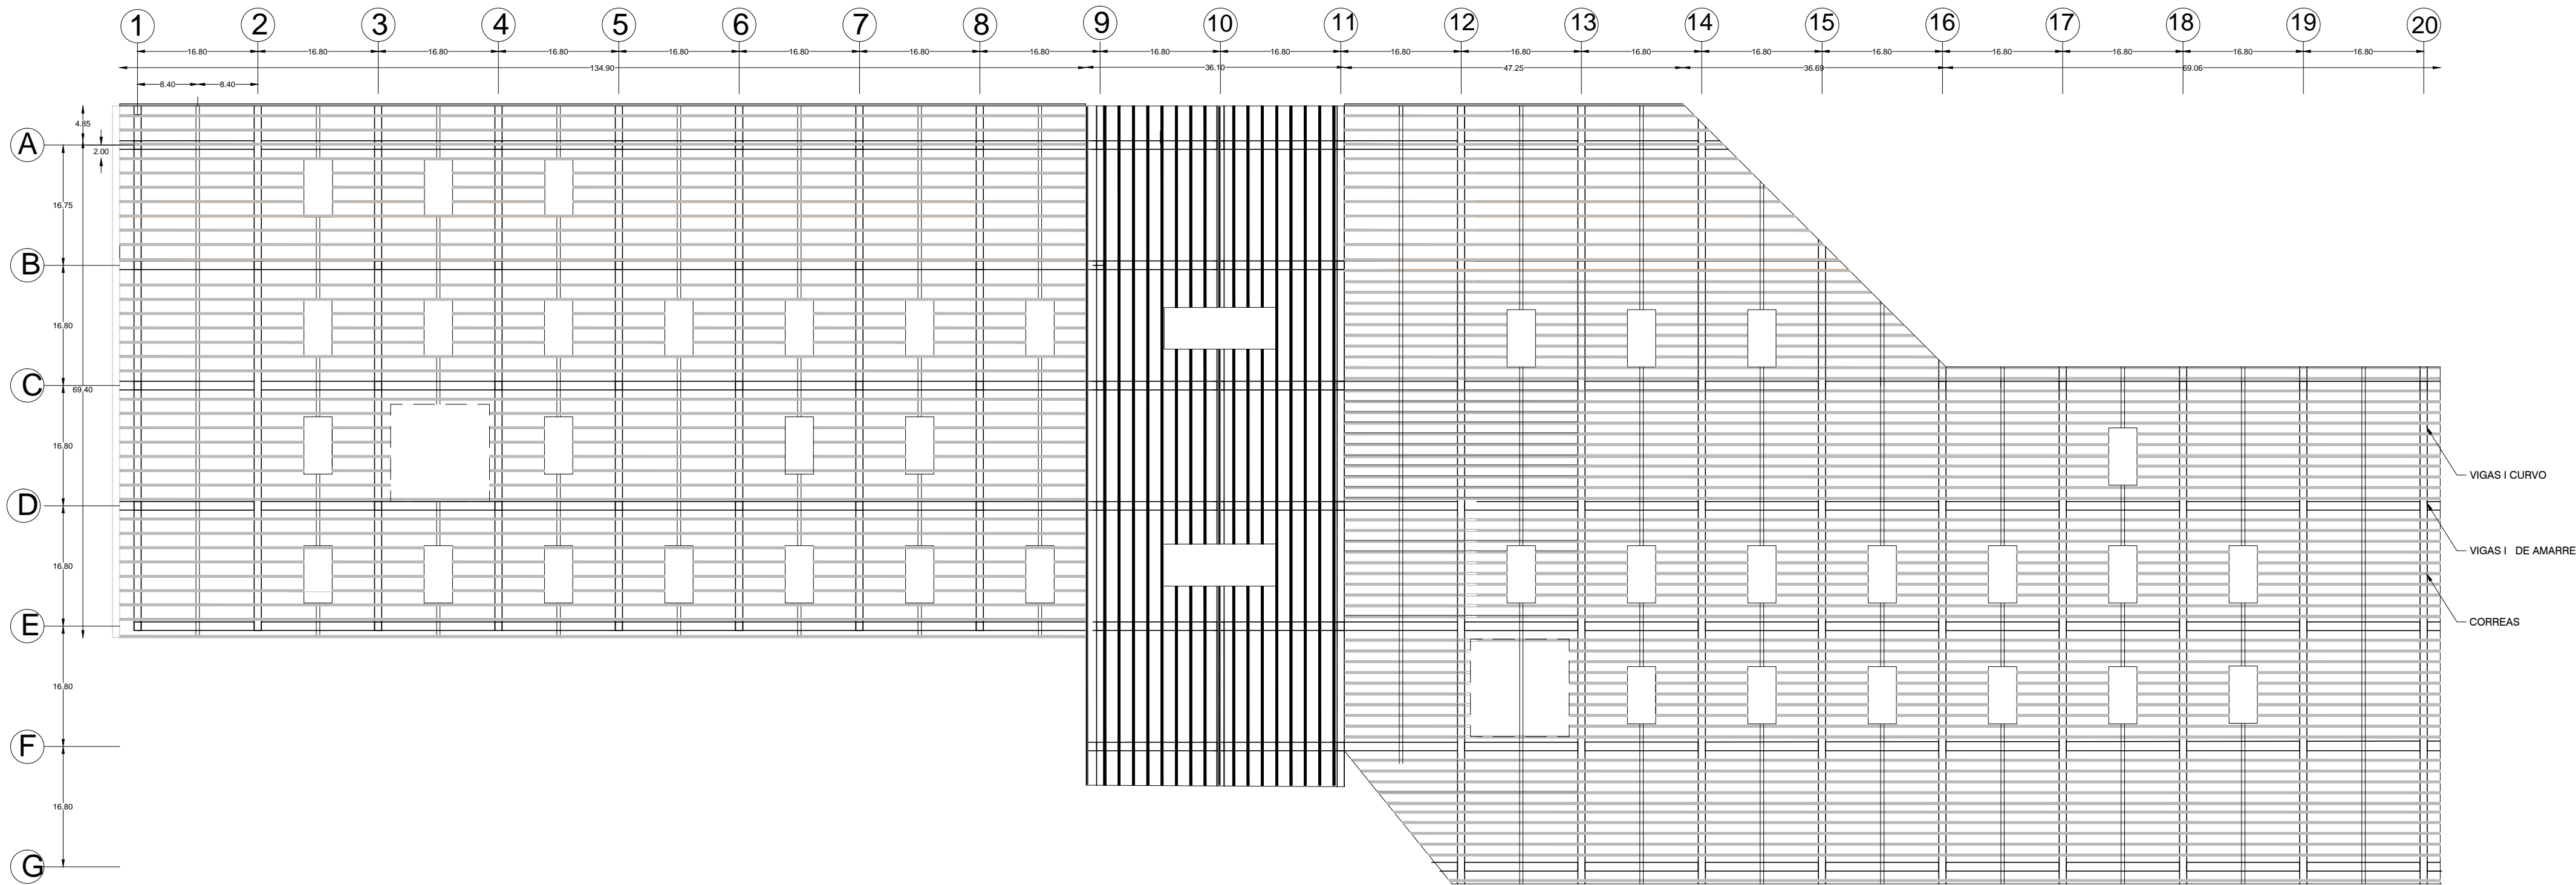 1 2 3 4 5 6 7 8 9 10 11 12 13 14 15 16 17 18 19 20
16.80 16.80 16.80 16.80 16.80 16.80 16.80 16.80 16.80 16.80 16.80 16.80 16.80 16.80 16.80 16.80 16.80 16.80 16.80
134.90 36.10 47.25 36.69 69.06
8.40 8.40
4.85
A
2.00
16.75
B
16.80
C
69.40
16.80
VIGAS I CURVO
D
VIGAS I DE AMARRE
16.80
CORREAS
E
16.80
F
16.80
G